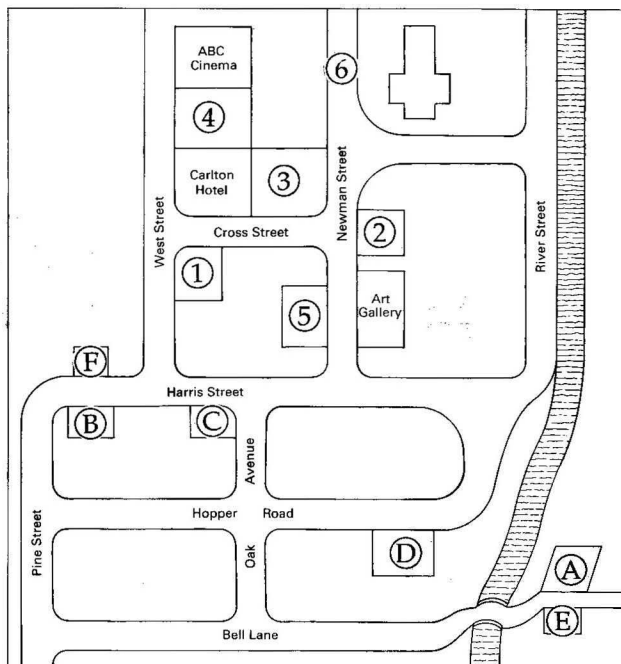 ABC
Cinema
6
4
Carlton
Hotel
3
West Street
Cross Street
Newman Street
2
River Street
1
5
Art
Gallery
F
Harris Street
B
C
Avenue
Hopper Road
Pine Street
Oak
D
A
E
Bell Lane